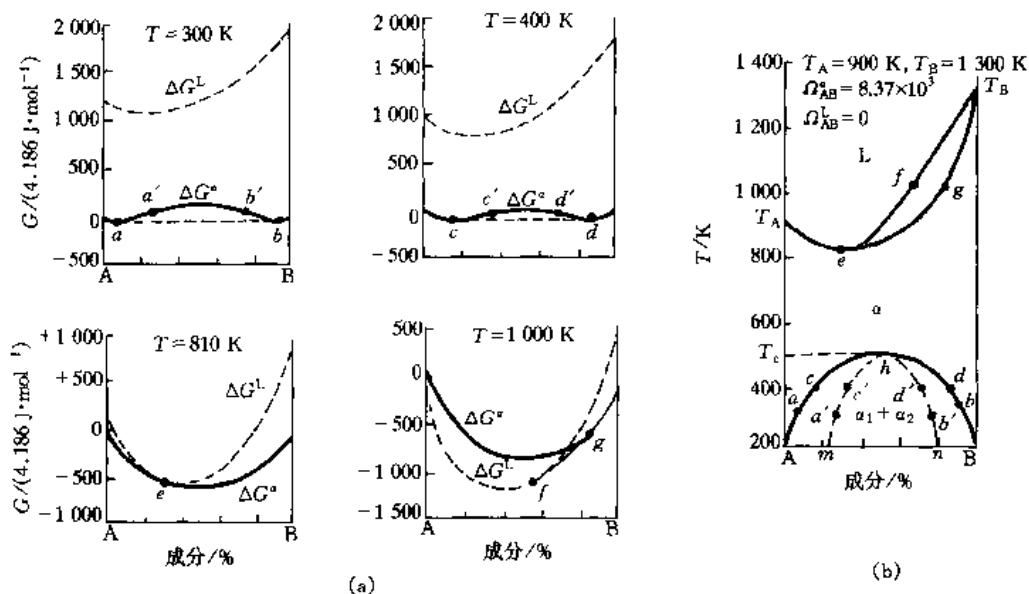 T = 300 K
G/(4.186 J·mol⁻¹)
2 000
1 500
1 000
500
0
-500
ΔG^L
ΔG^α
a
a′
b′
b
A
B
T = 400 K
2 000
1 500
1 000
500
0
-500
ΔG^L
ΔG^α
c
c′
d′
d
A
B
T = 810 K
G/(4.186 J·mol⁻¹)
+1 000
+500
0
-500
-1 000
ΔG^L
ΔG^α
e
A
B
成分/%
T = 1 000 K
500
0
-500
-1 000
-1 500
ΔG^α
ΔG^L
g
f
A
B
成分/%
(a)
T_A = 900 K, T_B = 1 300 K
Ω^α_AB = 8.37×10³
Ω^L_AB = 0
T/K
1 400
1 200
1 000
800
600
400
200
T_A
T_B
T_c
L
f
g
e
α
h
a
c
a′
c′
d′
b′
d
b
α₁ + α₂
A
m
n
B
成分/%
(b)